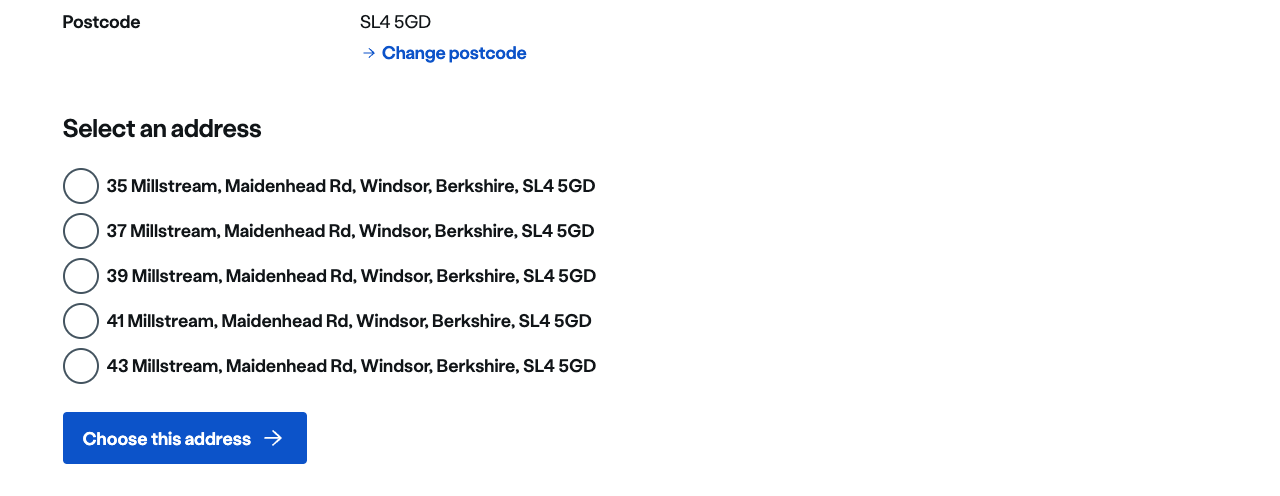 Postcode
SL4 5GD
Change postcode
Select an address
35 Millstream, Maidenhead Rd, Windsor, Berkshire, SL4 5GD
37 Millstream, Maidenhead Rd, Windsor, Berkshire, SL4 5GD
39 Millstream, Maidenhead Rd, Windsor, Berkshire, SL4 5GD
41 Millstream, Maidenhead Rd, Windsor, Berkshire, SL4 5GD
43 Millstream, Maidenhead Rd, Windsor, Berkshire, SL4 5GD
Choose this address